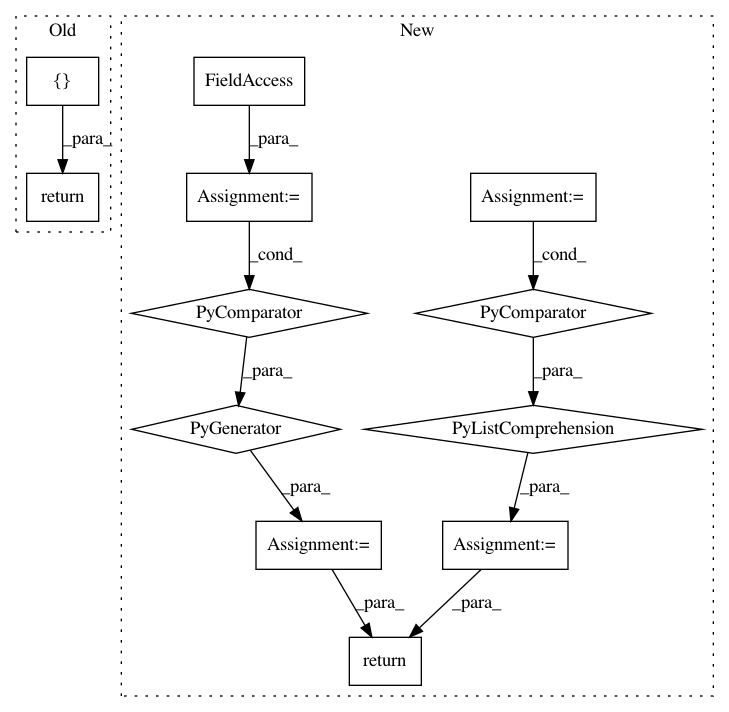 Old
New
{}
FieldAccess
_para_
_para_
return
Assignment:=
Assignment:=
_cond_
_cond_
PyComparator
PyComparator
_para_
_para_
PyGenerator
PyListComprehension
_para_
_para_
Assignment:=
Assignment:=
_para_
_para_
return